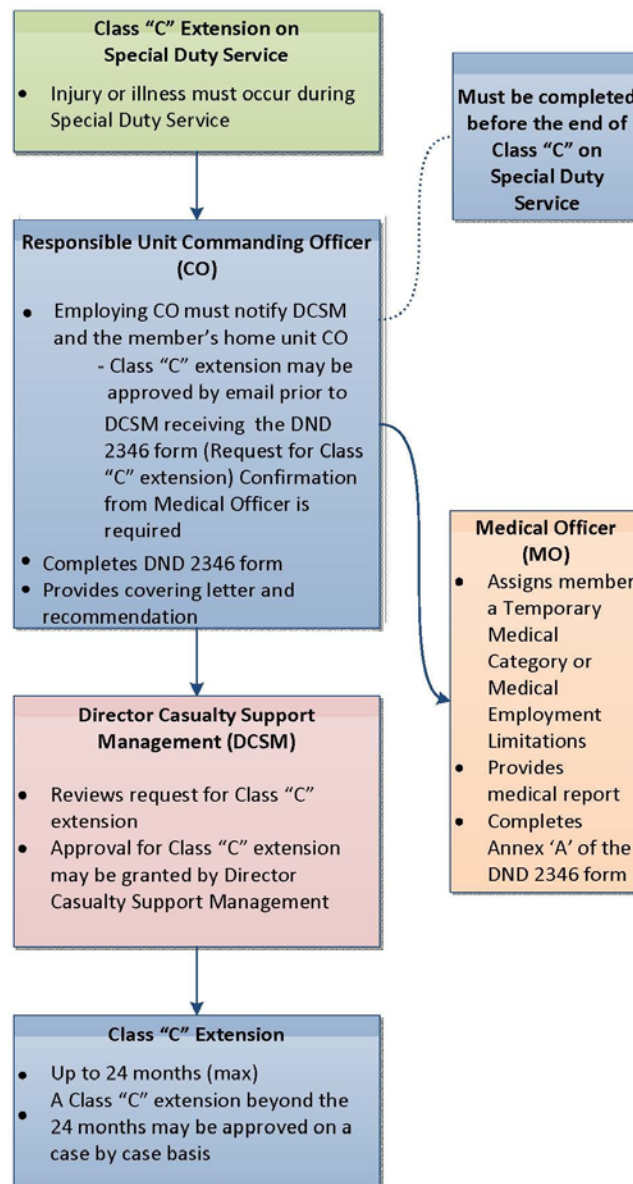 Class “C” Extension on
Special Duty Service
• Injury or illness must occur during
Special Duty Service
Must be completed
before the end of
Class “C” on
Special Duty
Service
Responsible Unit Commanding Officer
(CO)
• Employing CO must notify DCSM
and the member’s home unit CO
- Class “C” extension may be
approved by email prior to
DCSM receiving the DND
2346 form (Request for Class
“C” extension) Confirmation
from Medical Officer is
required
• Completes DND 2346 form
• Provides covering letter and
recommendation
Medical Officer
(MO)
• Assigns member
a Temporary
Medical
Category or
Medical
Employment
Limitations
• Provides
medical report
• Completes
Annex ‘A’ of the
DND 2346 form
Director Casualty Support
Management (DCSM)
• Reviews request for Class “C”
extension
• Approval for Class “C” extension
may be granted by Director
Casualty Support Management
Class “C” Extension
• Up to 24 months (max)
• A Class “C” extension beyond the
24 months may be approved on a
case by case basis